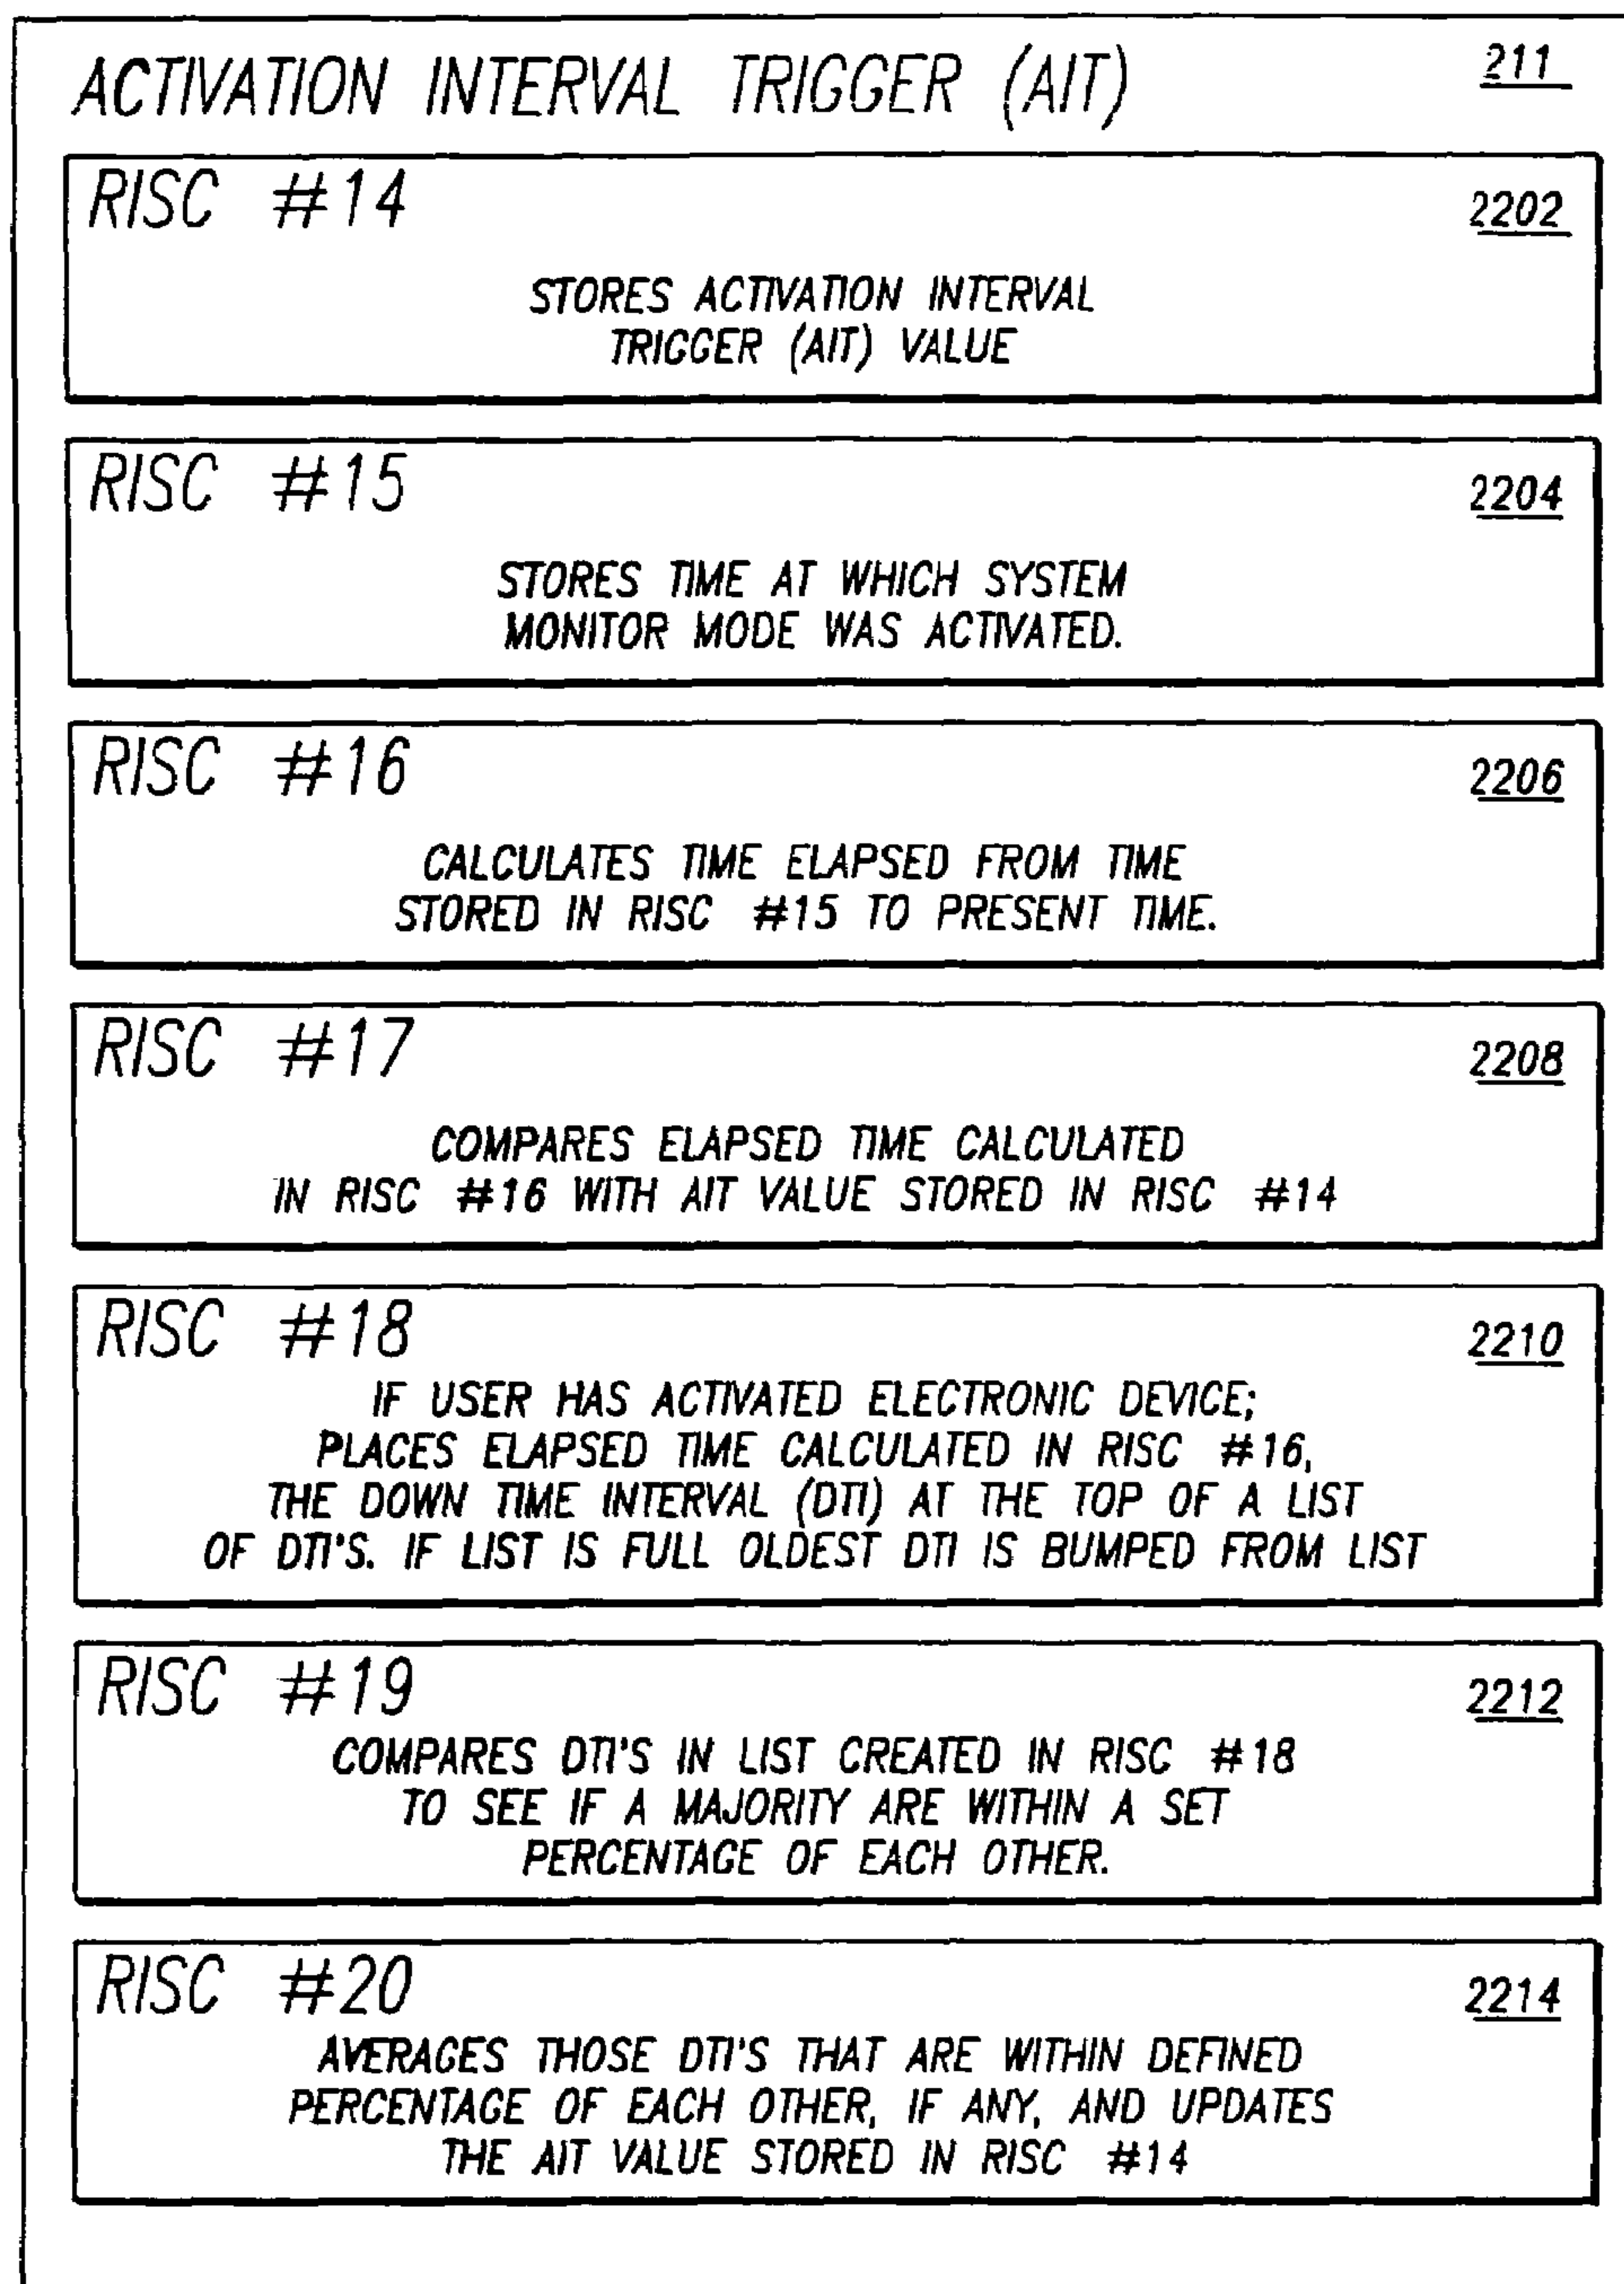 ACTIVATION INTERVAL TRIGGER (AIT) 211
RISC #14 2202
STORES ACTIVATION INTERVAL
TRIGGER (AIT) VALUE
RISC #15 2204
STORES TIME AT WHICH SYSTEM
MONITOR MODE WAS ACTIVATED.
RISC #16 2206
CALCULATES TIME ELAPSED FROM TIME
STORED IN RISC #15 TO PRESENT TIME.
RISC #17 2208
COMPARES ELAPSED TIME CALCULATED
IN RISC #16 WITH AIT VALUE STORED IN RISC #14
RISC #18 2210
IF USER HAS ACTIVATED ELECTRONIC DEVICE;
PLACES ELAPSED TIME CALCULATED IN RISC #16,
THE DOWN TIME INTERVAL (DTI) AT THE TOP OF A LIST
OF DTI'S. IF LIST IS FULL OLDEST DTI IS BUMPED FROM LIST
RISC #19 2212
COMPARES DTI'S IN LIST CREATED IN RISC #18
TO SEE IF A MAJORITY ARE WITHIN A SET
PERCENTAGE OF EACH OTHER.
RISC #20 2214
AVERAGES THOSE DTI'S THAT ARE WITHIN DEFINED
PERCENTAGE OF EACH OTHER, IF ANY, AND UPDATES
THE AIT VALUE STORED IN RISC #14